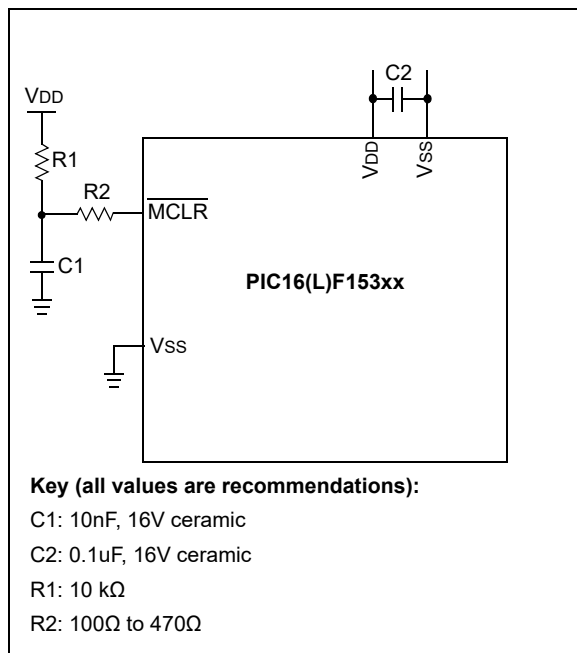 C2
VDD
VDD
VSS
R1
R2
MCLR
C1
PIC16(L)F153xx
VSS
Key (all values are recommendations):
C1: 10nF, 16V ceramic
C2: 0.1uF, 16V ceramic
R1: 10 kΩ
R2: 100Ω to 470Ω